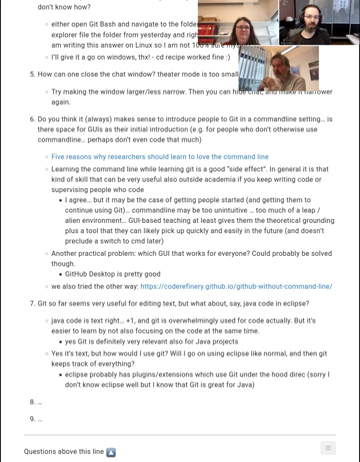 don't know how?
either open Git Bash and navigate to the folde
explorer file the folder from yesterday and righ
am writing this answer on Linux so I am not 100% sure
I'll give it a go on windows, thx! - cd recipe worked fine :)
5. How can one close the chat window? theater mode is too smal
Try making the window larger/less narrow. Then you can hide chat, and make it narrower
again.
6. Do you think it (always) makes sense to introduce people to Git in a commandline setting… is
there space for GUIs as their initial introduction (e.g. for people who don't otherwise use
commandline… perhaps don't even code that much)
Five reasons why researchers should learn to love the command line
Learning the command line while learning git is a good "side effect". In general it is that
kind of skill that can be very useful also outside academia if you keep writing code or
supervising people who code
I agree… but it may be the case of getting people started (and getting them to
continue using Git)… commandline may be too unintuitive … too much of a leap /
alien environment… GUI-based teaching at least gives them the theoretical grounding
plus a tool that they can likely pick up quickly and easily in the future (and doesn't
preclude a switch to cmd later)
Another practical problem: which GUI that works for everyone? Could probably be solved
though.
GitHub Desktop is pretty good
we also tried the other way: https://coderefinery.github.io/github-without-command-line/
7. Git so far seems very useful for editing text, but what about, say, java code in eclipse?
java code is text right… +1, and git is overwhelmingly used for code actually. But it's
easier to learn by not also focusing on the code at the same time.
yes Git is definitely very relevant also for Java projects
Yes it's text, but how would I use git? Will I go on using eclipse like normal, and then git
keeps track of everything?
eclipse probably has plugins/extensions which use Git under the hood direc (sorry I
don't know eclipse well but I know that Git is great for Java)
8. …
9. …
Questions above this line